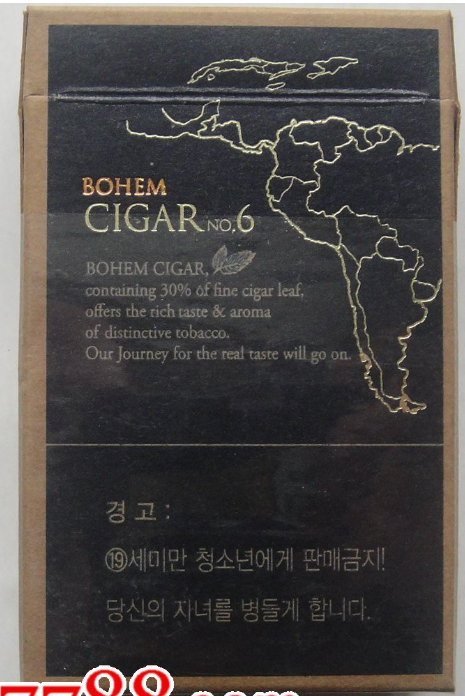 BOHEM
CIGAR NO.6
BOHEM CIGAR,
containing 30% of fine cigar leaf,
offers the rich taste & aroma
of distinctive tobacco.
Our Journey for the real taste will go on.
경 고 :
⑲세미만 청소년에게 판매금지!
당신의 자녀를 병들게 합니다.
7788.com